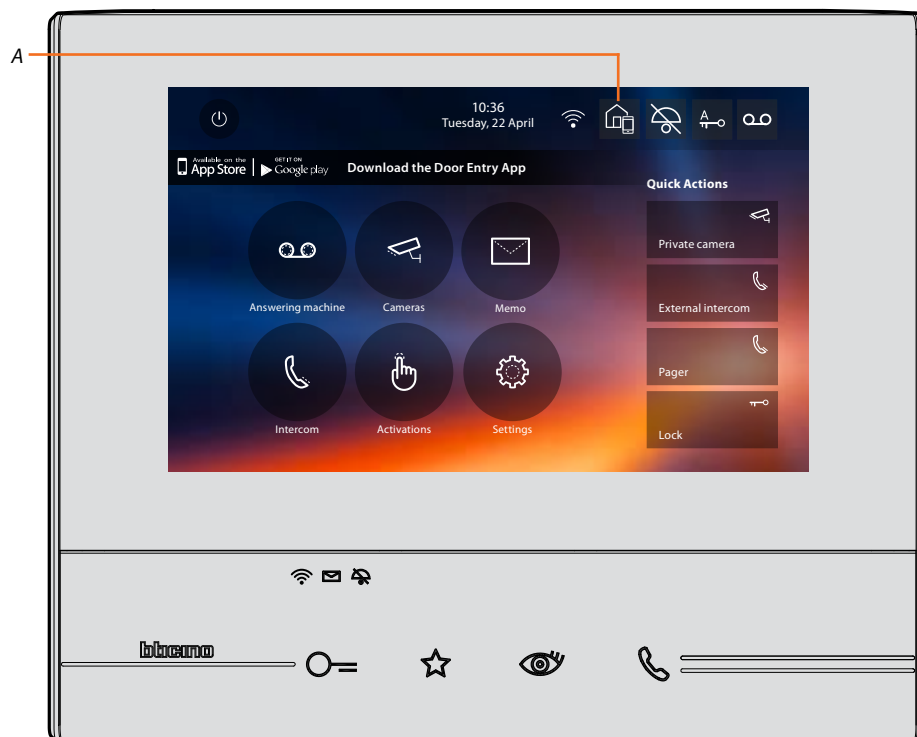 A
10:36
Tuesday, 22 April
A
Available on the
App Store
GET IT ON
Google play
Download the Door Entry App
Quick Actions
Private camera
External intercom
Pager
Lock
Answering machine
Cameras
Memo
Intercom
Activations
Settings
bticino